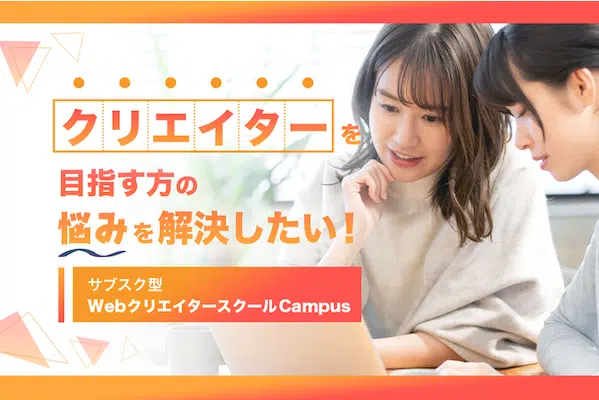 クリエイターを
目指す方の
悩みを解決したい!
サブスク型
WebクリエイタースクールCampus